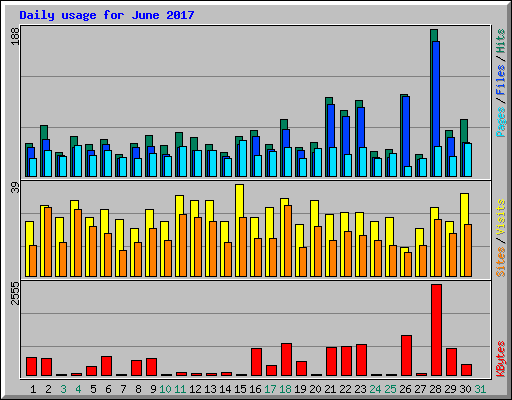 Daily usage for June 2017
188
Pages / Files / Hits
39
Sites / Visits
2555
KBytes
1 2 3 4 5 6 7 8 9 10 11 12 13 14 15 16 17 18 19 20 21 22 23 24 25 26 27 28 29 30 31